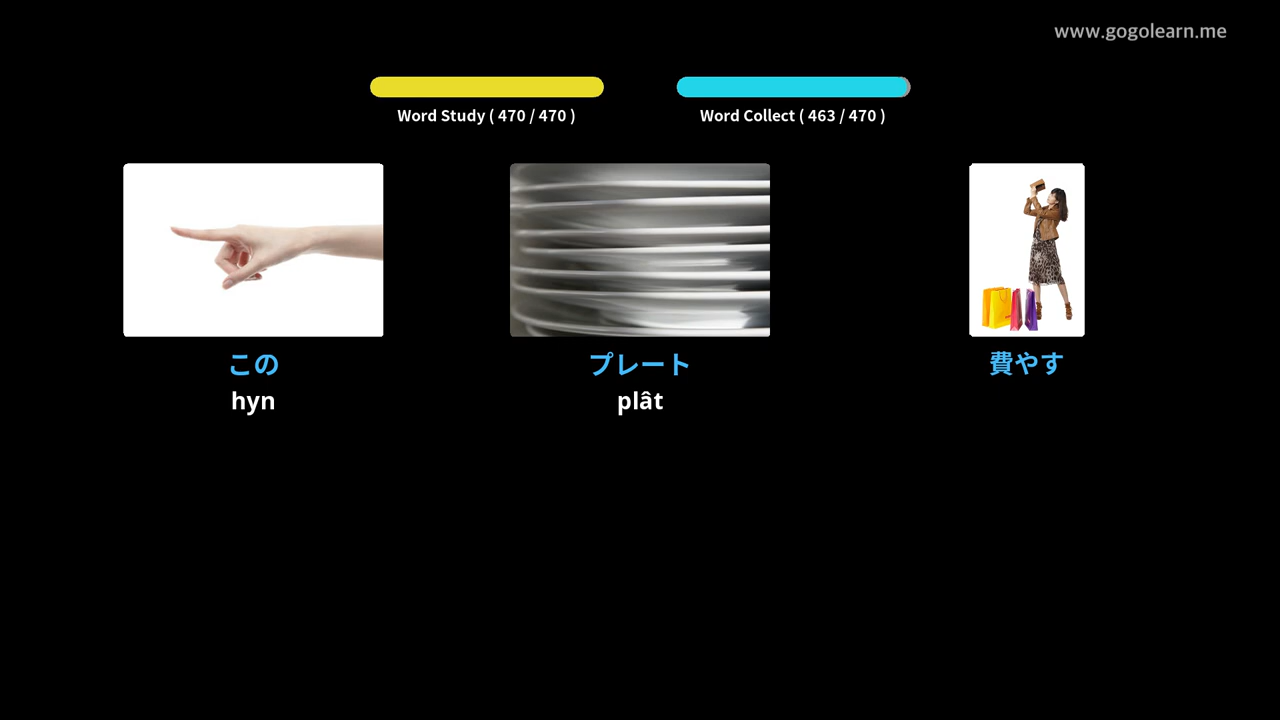 www.gogolearn.me
Word Study ( 470 / 470 )
Word Collect ( 463 / 470 )
この
hyn
プレート
plât
費やす